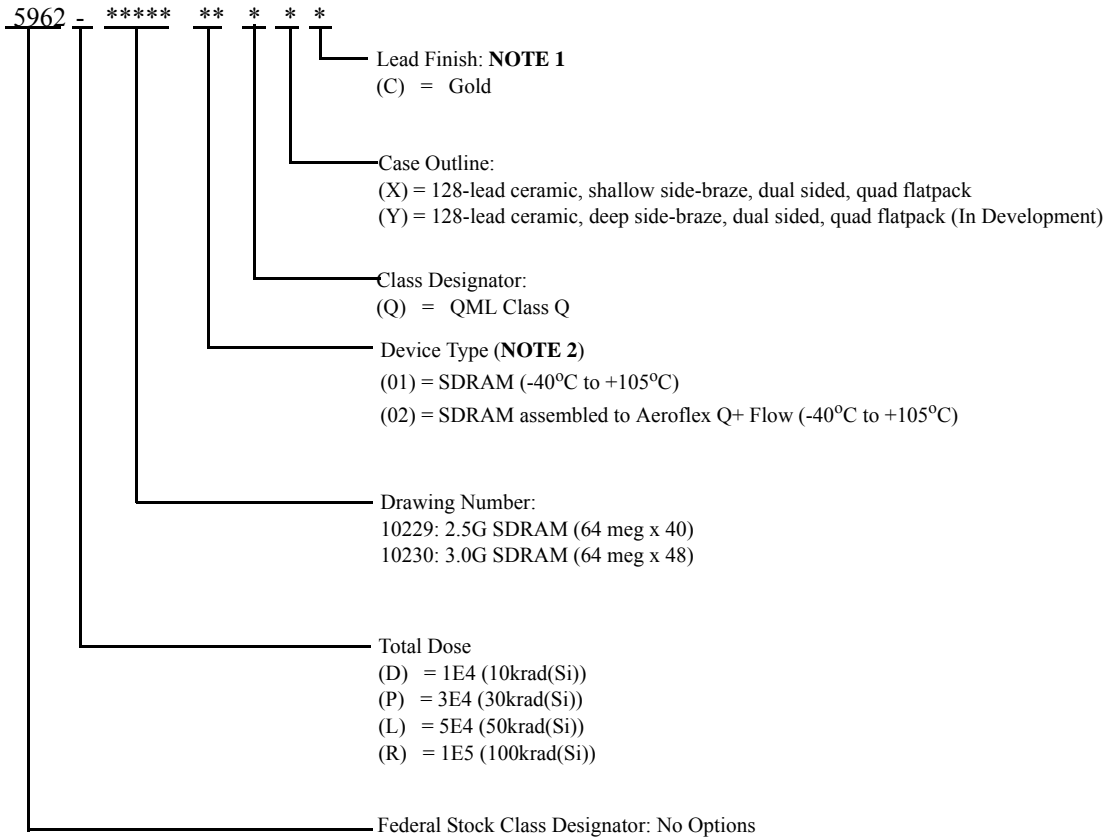 5962 - ***** ** * * *
Lead Finish: NOTE 1
(C) = Gold
Case Outline:
(X) = 128-lead ceramic, shallow side-braze, dual sided, quad flatpack
(Y) = 128-lead ceramic, deep side-braze, dual sided, quad flatpack (In Development)
Class Designator:
(Q) = QML Class Q
Device Type (NOTE 2)
(01) = SDRAM (-40oC to +105oC)
(02) = SDRAM assembled to Aeroflex Q+ Flow (-40oC to +105oC)
Drawing Number:
10229: 2.5G SDRAM (64 meg x 40)
10230: 3.0G SDRAM (64 meg x 48)
Total Dose
(D) = 1E4 (10krad(Si))
(P) = 3E4 (30krad(Si))
(L) = 5E4 (50krad(Si))
(R) = 1E5 (100krad(Si))
Federal Stock Class Designator: No Options